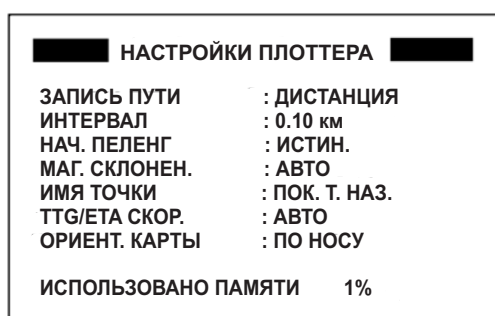 НАСТРОЙКИ ПЛОТТЕРА
ЗАПИСЬ ПУТИ : ДИСТАНЦИЯ
ИНТЕРВАЛ : 0.10 км
НАЧ. ПЕЛЕНГ : ИСТИН.
МАГ. СКЛОНЕН. : АВТО
ИМЯ ТОЧКИ : ПОК. Т. НАЗ.
TTG/ETA СКОР. : АВТО
ОРИЕНТ. КАРТЫ : ПО НОСУ
ИСПОЛЬЗОВАНО ПАМЯТИ 1%